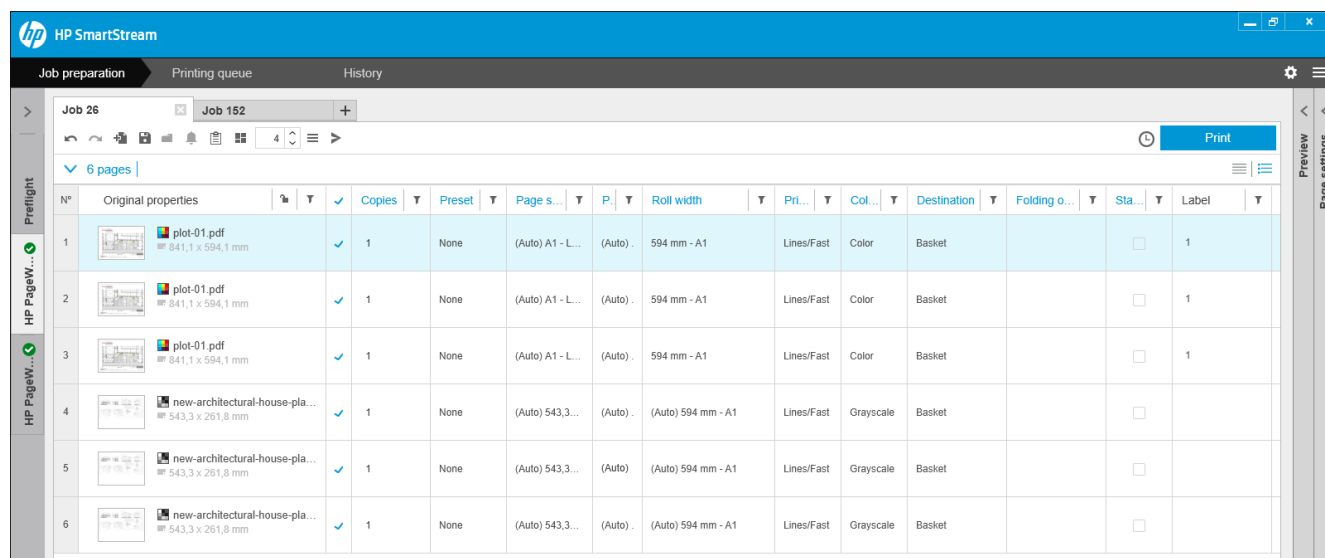 hp HP SmartStream
Job preparation Printing queue History
Job 26 Job 152 +
4 Print
6 pages
N° Original properties Copies Preset Page s... P. Roll width Pri... Col... Destination Folding o... Sta... Label
1 plot-01.pdf 841,1 x 594,1 mm 1 None (Auto) A1 - L... (Auto) . 594 mm - A1 Lines/Fast Color Basket 1
2 plot-01.pdf 841,1 x 594,1 mm 1 None (Auto) A1 - L... (Auto) . 594 mm - A1 Lines/Fast Color Basket 1
3 plot-01.pdf 841,1 x 594,1 mm 1 None (Auto) A1 - L... (Auto) . 594 mm - A1 Lines/Fast Color Basket 1
4 new-architectural-house-pla... 543,3 x 261,8 mm 1 None (Auto) 543,3... (Auto) . (Auto) 594 mm - A1 Lines/Fast Grayscale Basket
5 new-architectural-house-pla... 543,3 x 261,8 mm 1 None (Auto) 543,3... (Auto) (Auto) 594 mm - A1 Lines/Fast Grayscale Basket
6 new-architectural-house-pla... 543,3 x 261,8 mm 1 None (Auto) 543,3... (Auto) . (Auto) 594 mm - A1 Lines/Fast Grayscale Basket
Preflight
HP PageW...
HP PageW...
Preview
Page settings